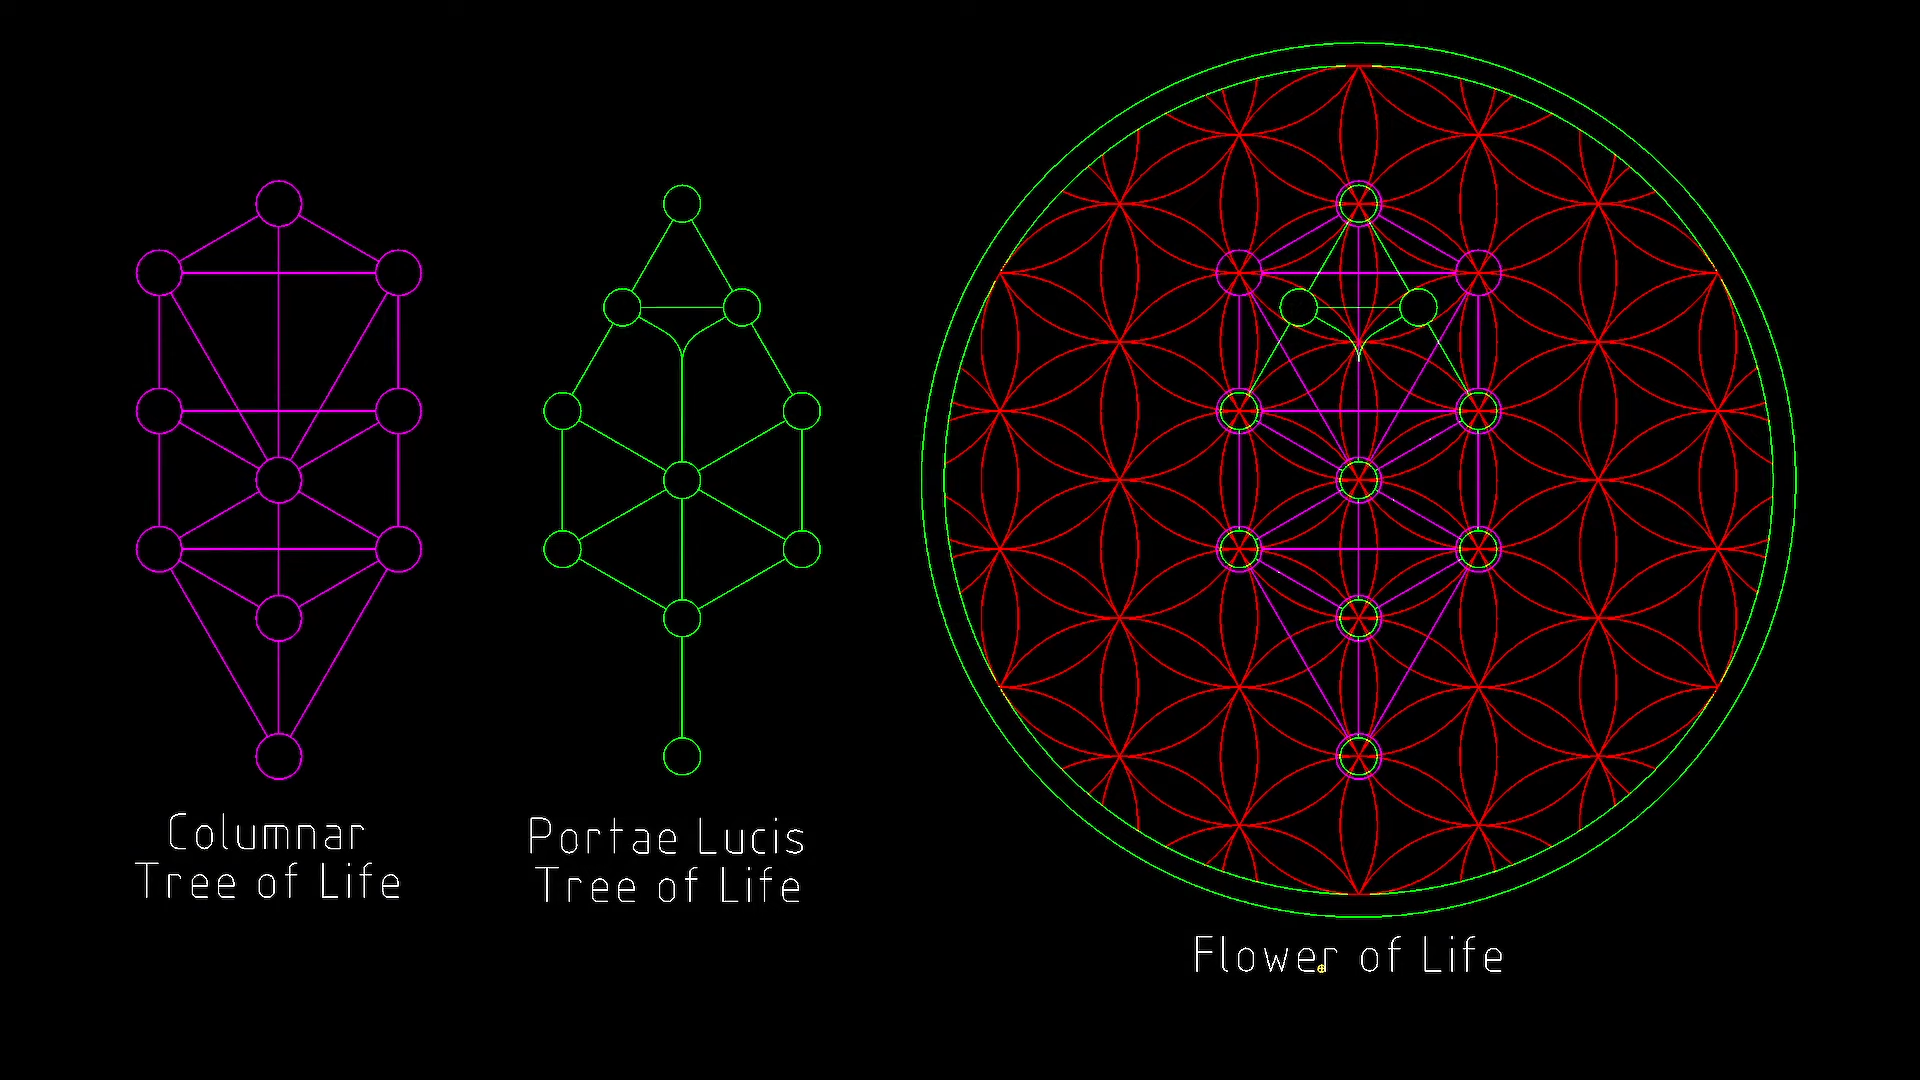 Columnar
Tree of Life
Portae Lucis
Tree of Life
Flower of Life